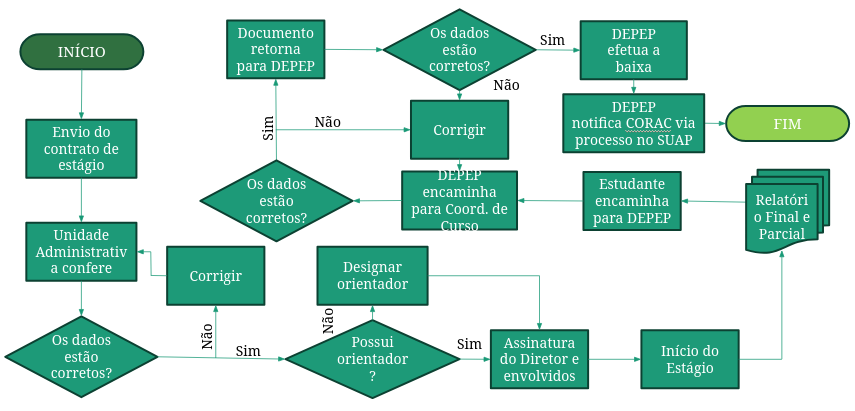 INÍCIO
Envio do
contrato de
estágio
Unidade
Administrativ
a confere
Os dados
estão
corretos?
Não
Corrigir
Sim
Possui
orientador
?
Não
Designar
orientador
Sim
Assinatura
do Diretor e
envolvidos
Início do
Estágio
Relatóri
o Final e
Parcial
Estudante
encaminha
para DEPEP
DEPEP
encaminha
para Coord. de
Curso
Os dados
estão
corretos?
Não
Corrigir
Sim
Documento
retorna
para DEPEP
Os dados
estão
corretos?
Não
Sim
DEPEP
efetua a
baixa
DEPEP
notifica CORAC via
processo no SUAP
FIM